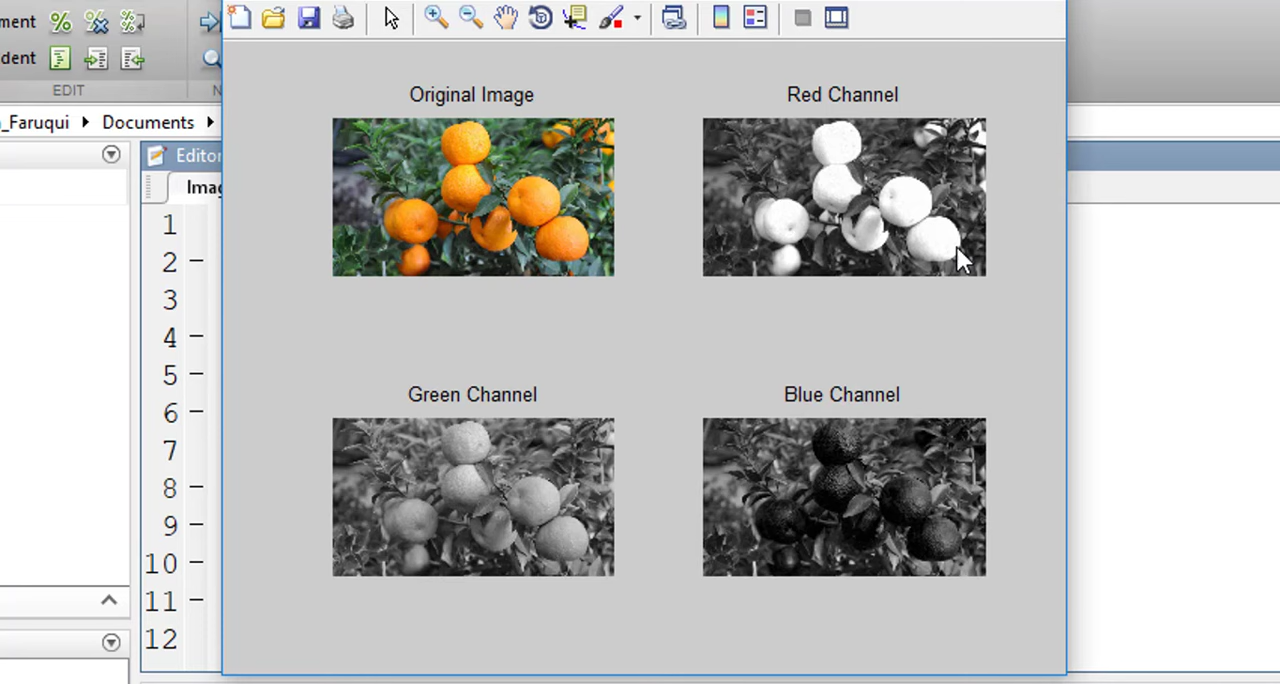 ment
dent
EDIT
N
_Faruqui
Documents
Editor
Imag
1
2
3
4
5
6
7
8
9
10
11
12
Original Image
Red Channel
Green Channel
Blue Channel